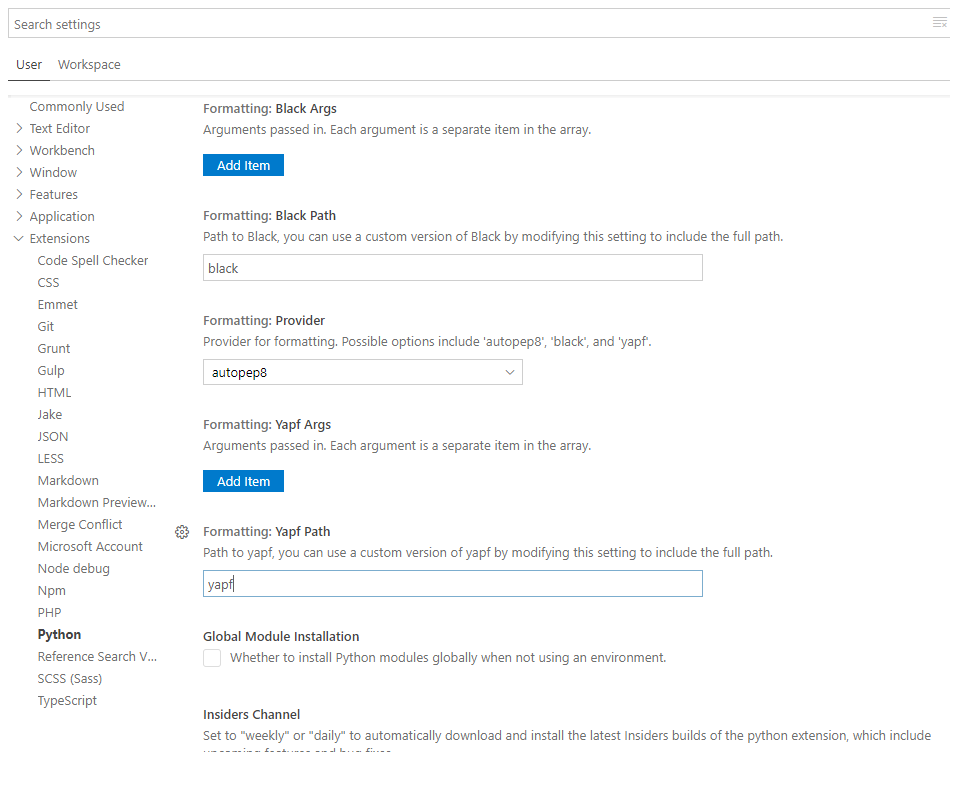 Search settings
User Workspace
Commonly Used
Text Editor
Workbench
Window
Features
Application
Extensions
Code Spell Checker
CSS
Emmet
Git
Grunt
Gulp
HTML
Jake
JSON
LESS
Markdown
Markdown Preview...
Merge Conflict
Microsoft Account
Node debug
Npm
PHP
Python
Reference Search V...
SCSS (Sass)
TypeScript
Formatting: Black Args
Arguments passed in. Each argument is a separate item in the array.
Add Item
Formatting: Black Path
Path to Black, you can use a custom version of Black by modifying this setting to include the full path.
black
Formatting: Provider
Provider for formatting. Possible options include 'autopep8', 'black', and 'yapf'.
autopep8
Formatting: Yapf Args
Arguments passed in. Each argument is a separate item in the array.
Add Item
Formatting: Yapf Path
Path to yapf, you can use a custom version of yapf by modifying this setting to include the full path.
yapf
Global Module Installation
Whether to install Python modules globally when not using an environment.
Insiders Channel
Set to "weekly" or "daily" to automatically download and install the latest Insiders builds of the python extension, which include
upcoming features and bug fixes